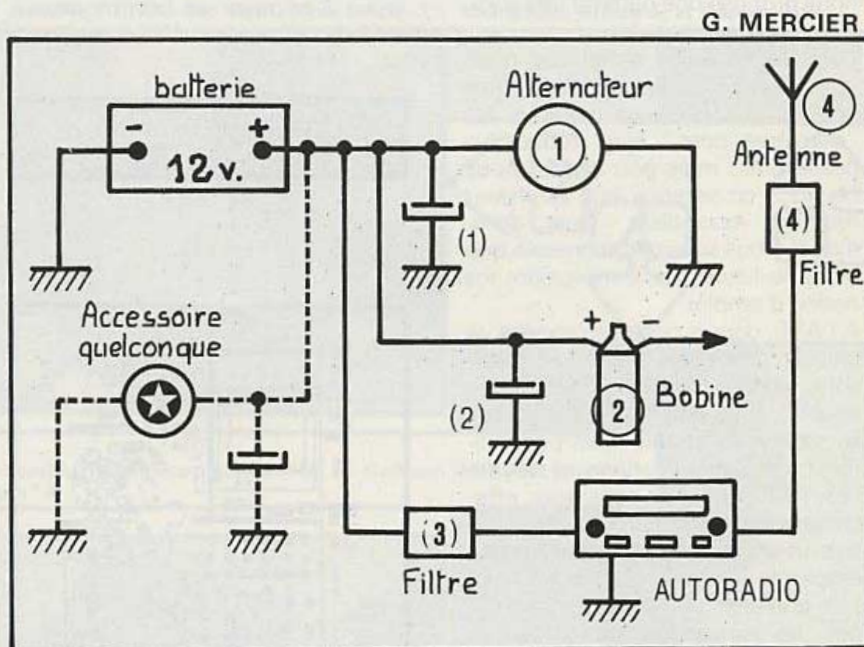 G. MERCIER
batterie
- +
12 v.
Alternateur
1
4
Antenne
(4)
Filtre
(1)
Accessoire
quelconque
+ -
(2)
2
Bobine
(3)
Filtre
AUTORADIO